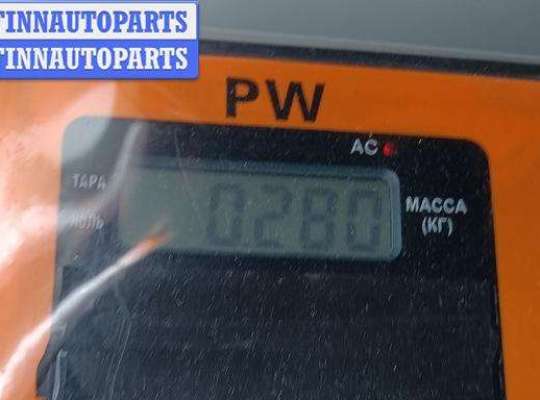 FINNAUTOPARTS
FINNAUTOPARTS
PW
AC
ТАРА
НОЛЬ
0280
МАССА
(КГ)